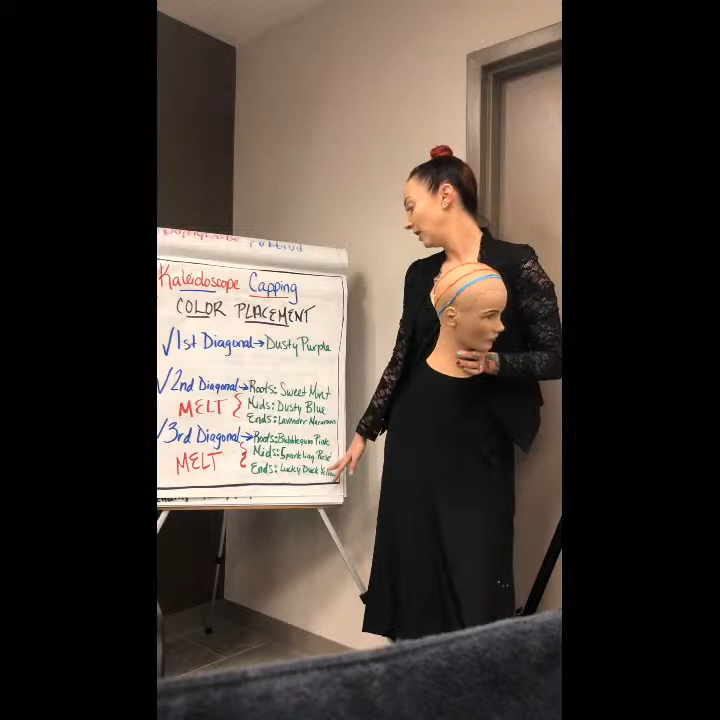 Kaleidoscope Capping
COLOR PLACEMENT
√1st Diagonal→Dusty Purple
√2nd Diagonal→Roots: Sweet Mint
MELT { Mids: Dusty Blue
Ends: Lavender
√3rd Diagonal→Roots: Bubblegum Pink
MELT { Mids: Sparkling Rosé
Ends: Lucky Duck